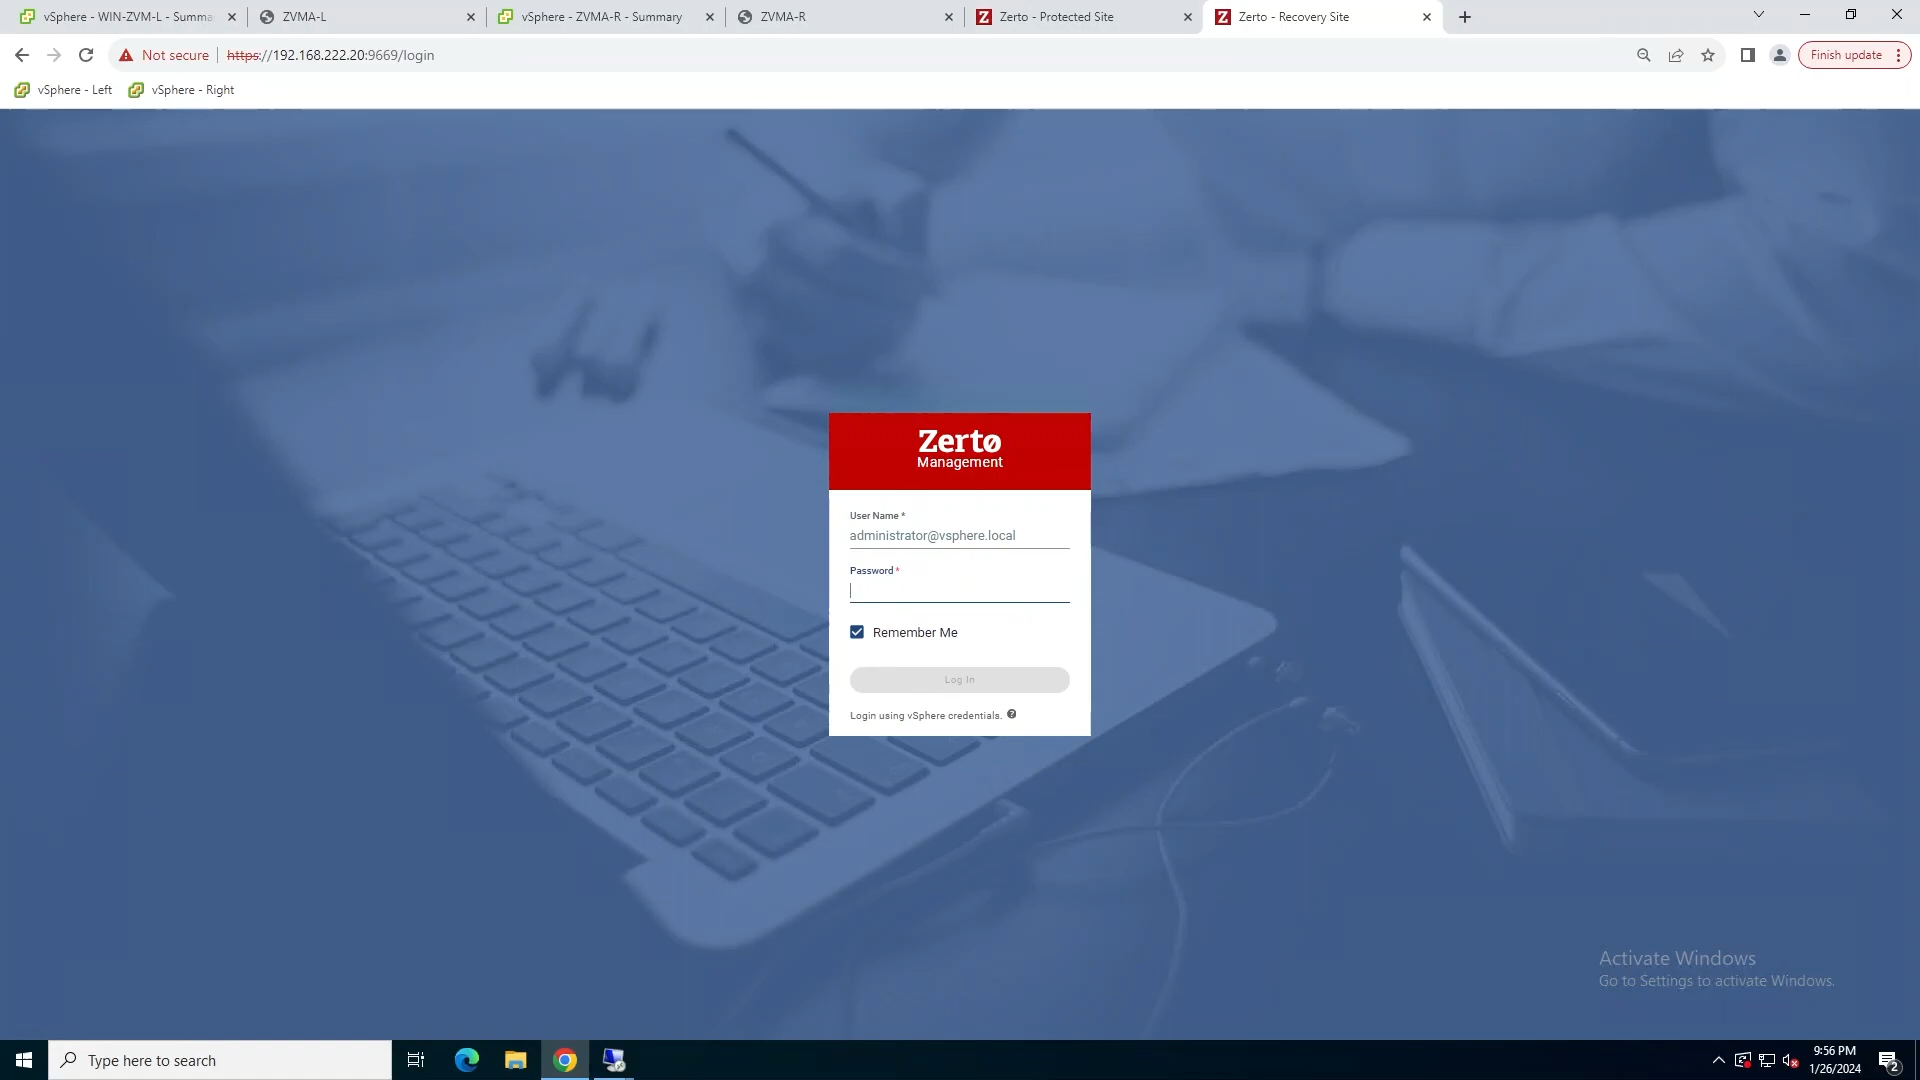 vSphere - WIN-ZVM-L - Summa
ZVMA-L
vSphere - ZVMA-R - Summary
ZVMA-R
Zerto - Protected Site
Zerto - Recovery Site
Not secure
https://192.168.222.20:9669/login
Finish update
vSphere - Left
vSphere - Right
Zerto
Management
User Name *
administrator@vsphere.local
Password *
Remember Me
Log In
Login using vSphere credentials.
Activate Windows
Go to Settings to activate Windows.
Type here to search
9:56 PM
1/26/2024
2